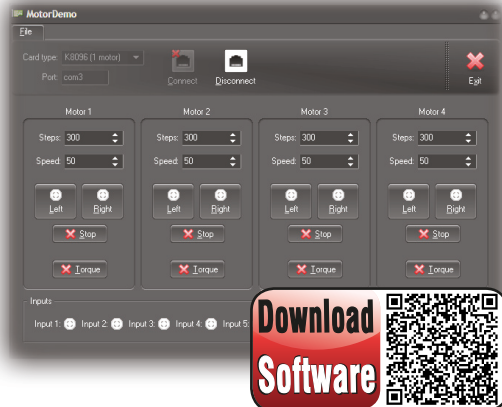 MotorDemo
File
Card type: K8096 (1 motor)
Port: com3
Connect
Disconnect
Exit
Motor 1
Motor 2
Motor 3
Motor 4
Steps: 300
Steps: 300
Steps: 300
Steps: 300
Speed: 50
Speed: 50
Speed: 50
Speed: 50
Left Right
Left Right
Left Right
Left Right
Stop
Stop
Stop
Stop
Torque
Torque
Torque
Torque
Inputs
Input 1: Input 2: Input 3: Input 4: Input 5:
Download
Software